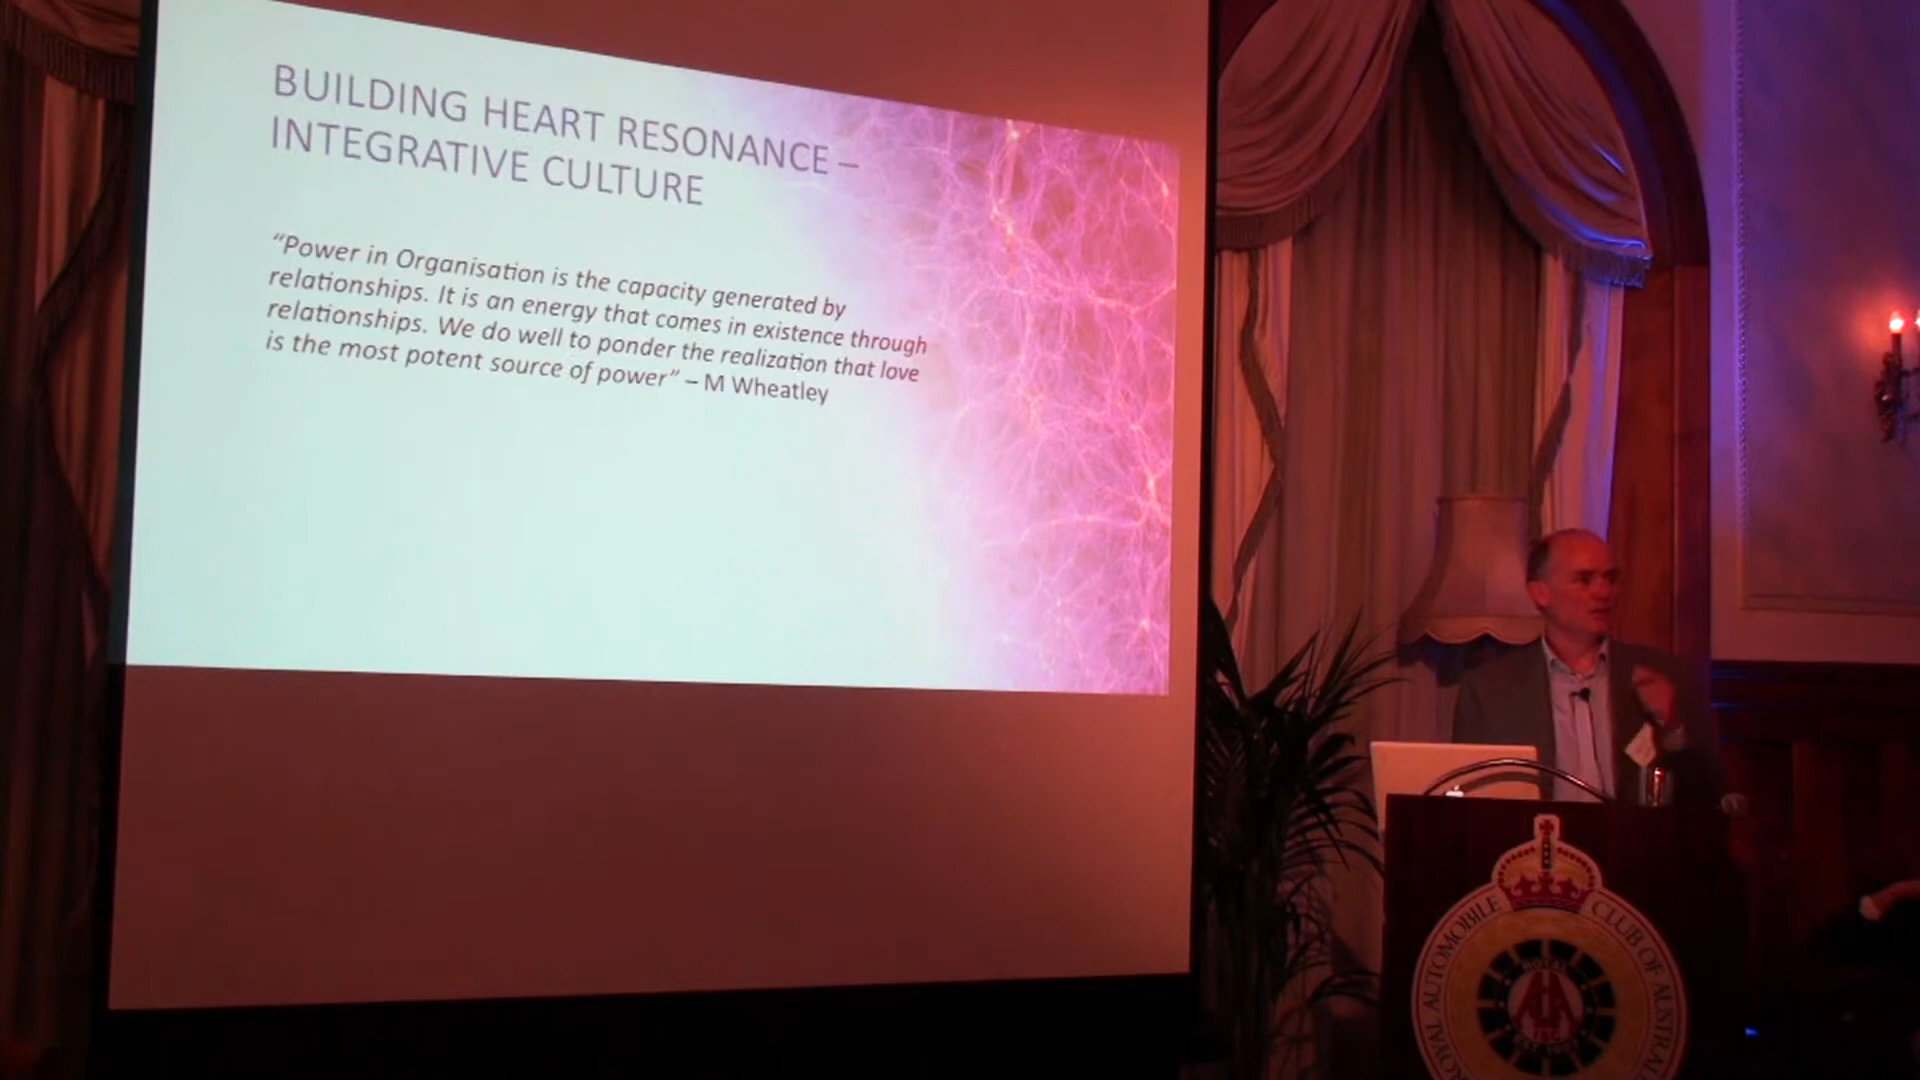 BUILDING HEART RESONANCE –
INTEGRATIVE CULTURE
“Power in Organisation is the capacity generated by
relationships. It is an energy that comes in existence through
relationships. We do well to ponder the realization that love
is the most potent source of power” – M Wheatley
ROYAL AUTOMOBILE CLUB OF AUSTRALIA